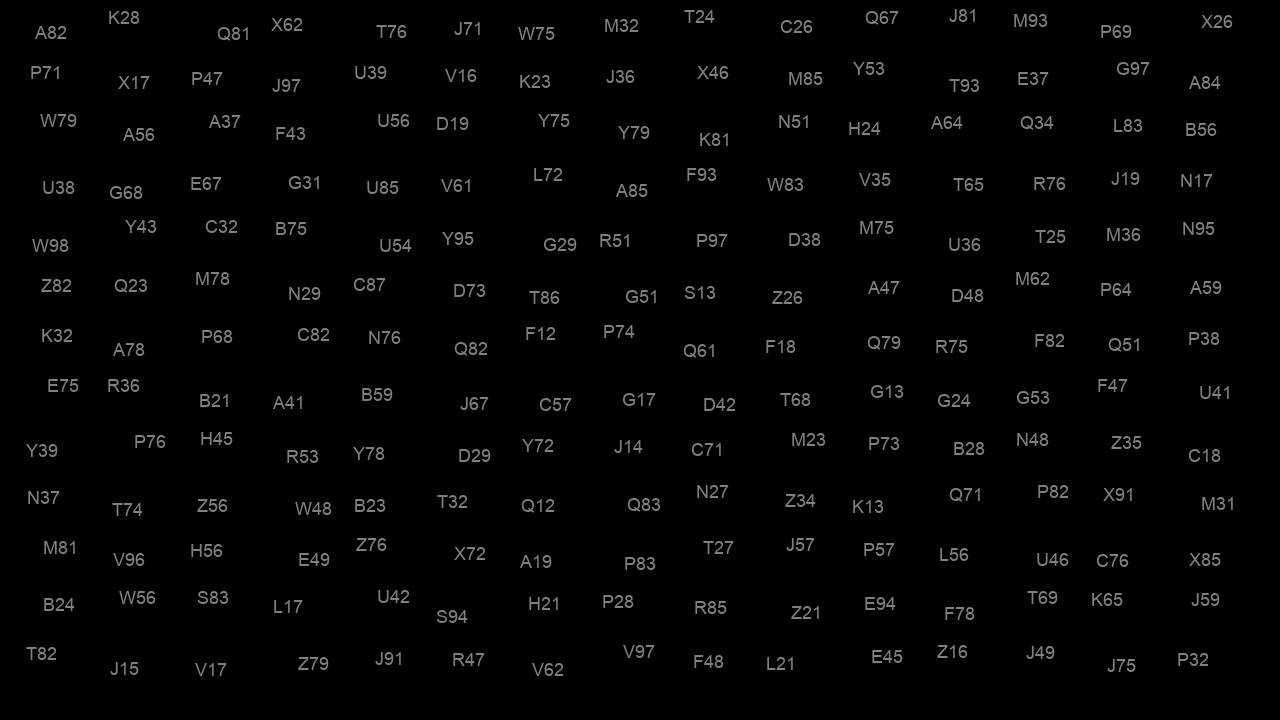 A82 K28 Q81 X62 T76 J71 W75 M32 T24 C26 Q67 J81 M93 P69 X26
P71 X17 P47 J97 U39 V16 K23 J36 X46 M85 Y53 T93 E37 G97 A84
W79 A56 A37 F43 U56 D19 Y75 Y79 K81 N51 H24 A64 Q34 L83 B56
U38 G68 E67 G31 U85 V61 L72 A85 F93 W83 V35 T65 R76 J19 N17
W98 Y43 C32 B75 U54 Y95 G29 R51 P97 D38 M75 U36 T25 M36 N95
Z82 Q23 M78 N29 C87 D73 T86 G51 S13 Z26 A47 D48 M62 P64 A59
K32 A78 P68 C82 N76 Q82 F12 P74 Q61 F18 Q79 R75 F82 Q51 P38
E75 R36 B21 A41 B59 J67 C57 G17 D42 T68 G13 G24 G53 F47 U41
Y39 P76 H45 R53 Y78 D29 Y72 J14 C71 M23 P73 B28 N48 Z35 C18
N37 T74 Z56 W48 B23 T32 Q12 Q83 N27 Z34 K13 Q71 P82 X91 M31
M81 V96 H56 E49 Z76 X72 A19 P83 T27 J57 P57 L56 U46 C76 X85
B24 W56 S83 L17 U42 S94 H21 P28 R85 Z21 E94 F78 T69 K65 J59
T82 J15 V17 Z79 J91 R47 V62 V97 F48 L21 E45 Z16 J49 J75 P32